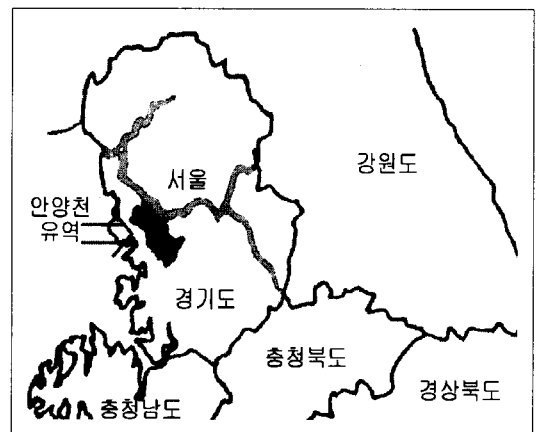 강원도
서울
안양천
유역
경기도
충청북도
경상북도
충청남도